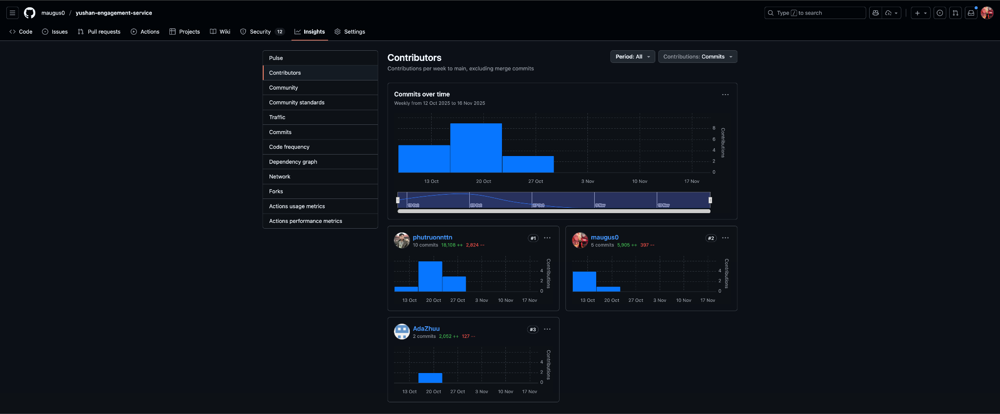 maugus0 / yushan-engagement-service
Type / to search
Code Issues Pull requests Actions Projects Wiki Security 12 Insights Settings
Pulse
Contributors
Community
Community standards
Traffic
Commits
Code frequency
Dependency graph
Network
Forks
Actions usage metrics
Actions performance metrics
Contributors
Period: All
Contributions: Commits
Contributions per week to main, excluding merge commits
Commits over time
Weekly from 12 Oct 2025 to 16 Nov 2025
8
6
4
2
0
Contributions
13 Oct 20 Oct 27 Oct 3 Nov 10 Nov 17 Nov
13 Oct 20 Oct 27 Oct 3 Nov 10 Nov
phutruonnttn
#1
10 commits 18,108 ++ 2,824 --
4
2
0
Contributions
13 Oct 20 Oct 27 Oct 3 Nov 10 Nov 17 Nov
maugus0
#2
5 commits 5,905 ++ 397 --
4
2
0
Contributions
13 Oct 20 Oct 27 Oct 3 Nov 10 Nov 17 Nov
AdaZhuu
#3
2 commits 2,052 ++ 127 --
4
2
0
Contributions
13 Oct 20 Oct 27 Oct 3 Nov 10 Nov 17 Nov